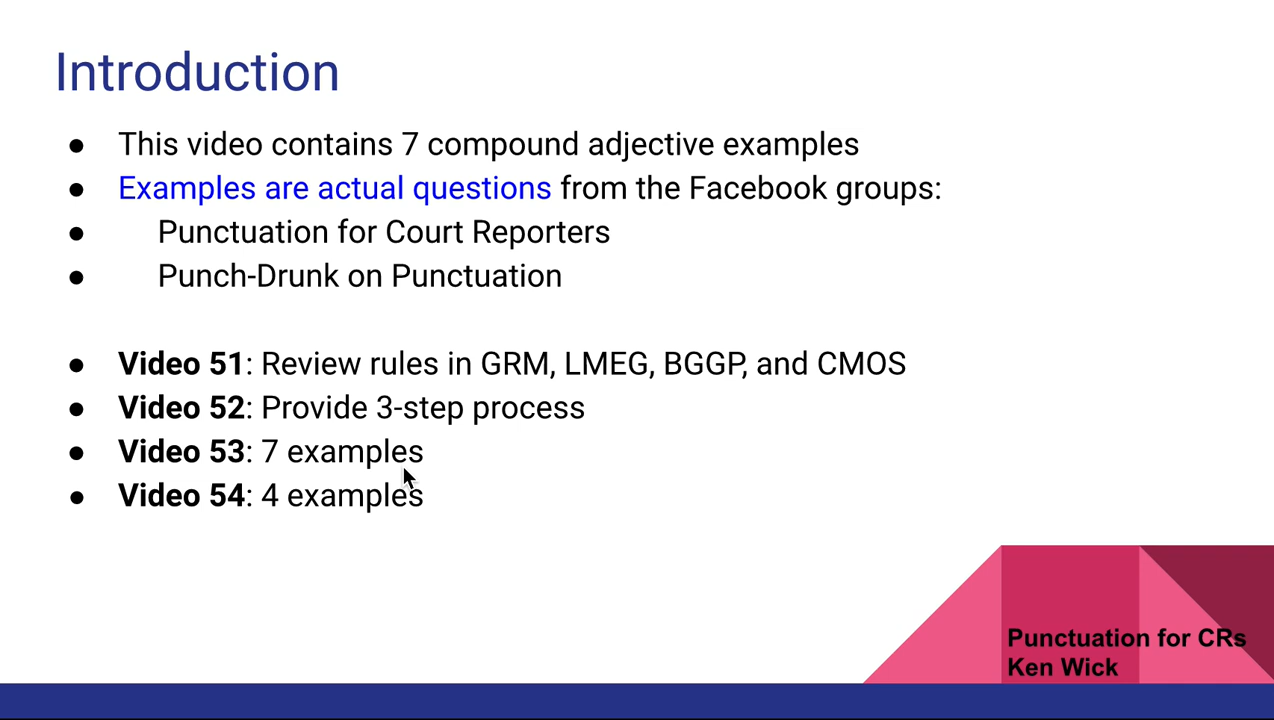 Introduction
● This video contains 7 compound adjective examples
● Examples are actual questions from the Facebook groups:
● Punctuation for Court Reporters
● Punch-Drunk on Punctuation
● Video 51: Review rules in GRM, LMEG, BGGP, and CMOS
● Video 52: Provide 3-step process
● Video 53: 7 examples
● Video 54: 4 examples
Punctuation for CRs
Ken Wick